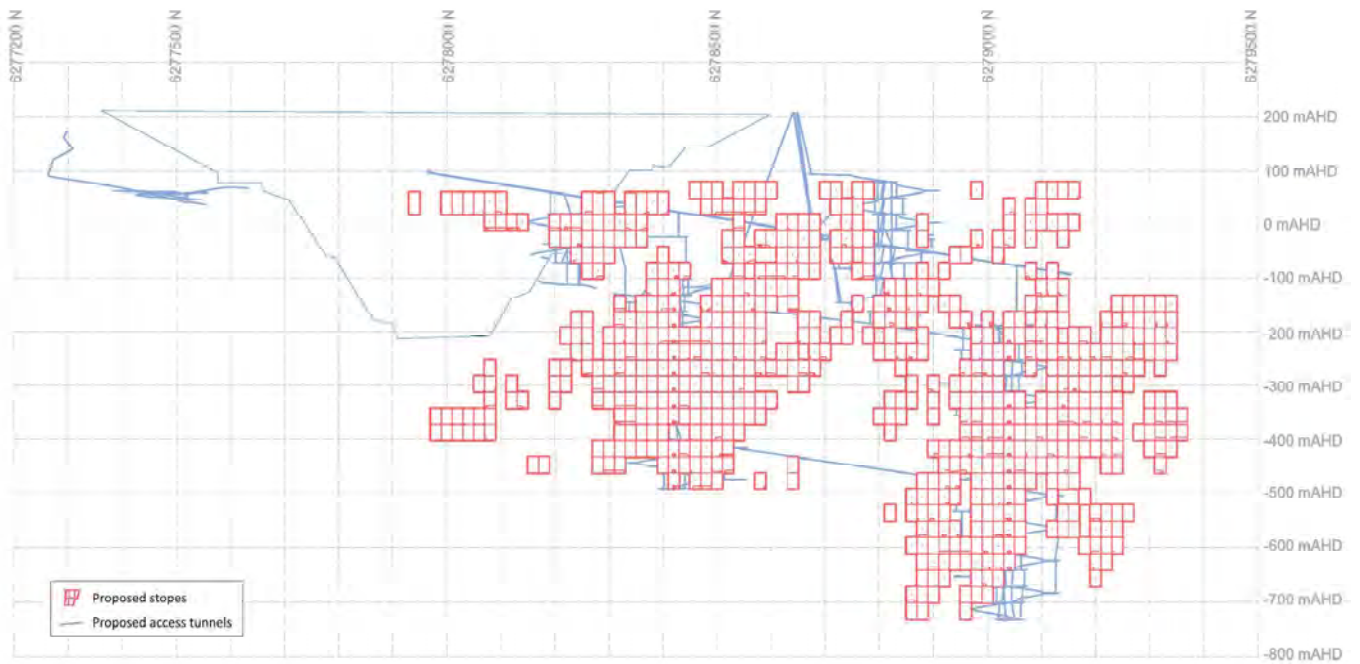 6277200 N
6277500 N
6278000 N
6278500 N
6279000 N
6279500 N
200 mAHD
100 mAHD
0 mAHD
-100 mAHD
200 mAHD
-300 mAHD
-400 mAHD
-500 mAHD
-600 mAHD
-700 mAHD
-800 mAHD
Proposed stopes
Proposed access tunnels